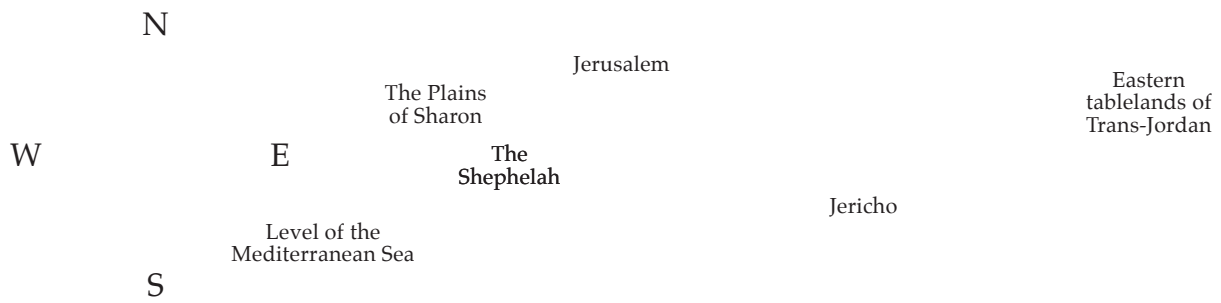 N
Jerusalem
Eastern
tablelands of
Trans-Jordan
The Plains
of Sharon
W
E
The
Shephelah
Jericho
Level of the
Mediterranean Sea
S